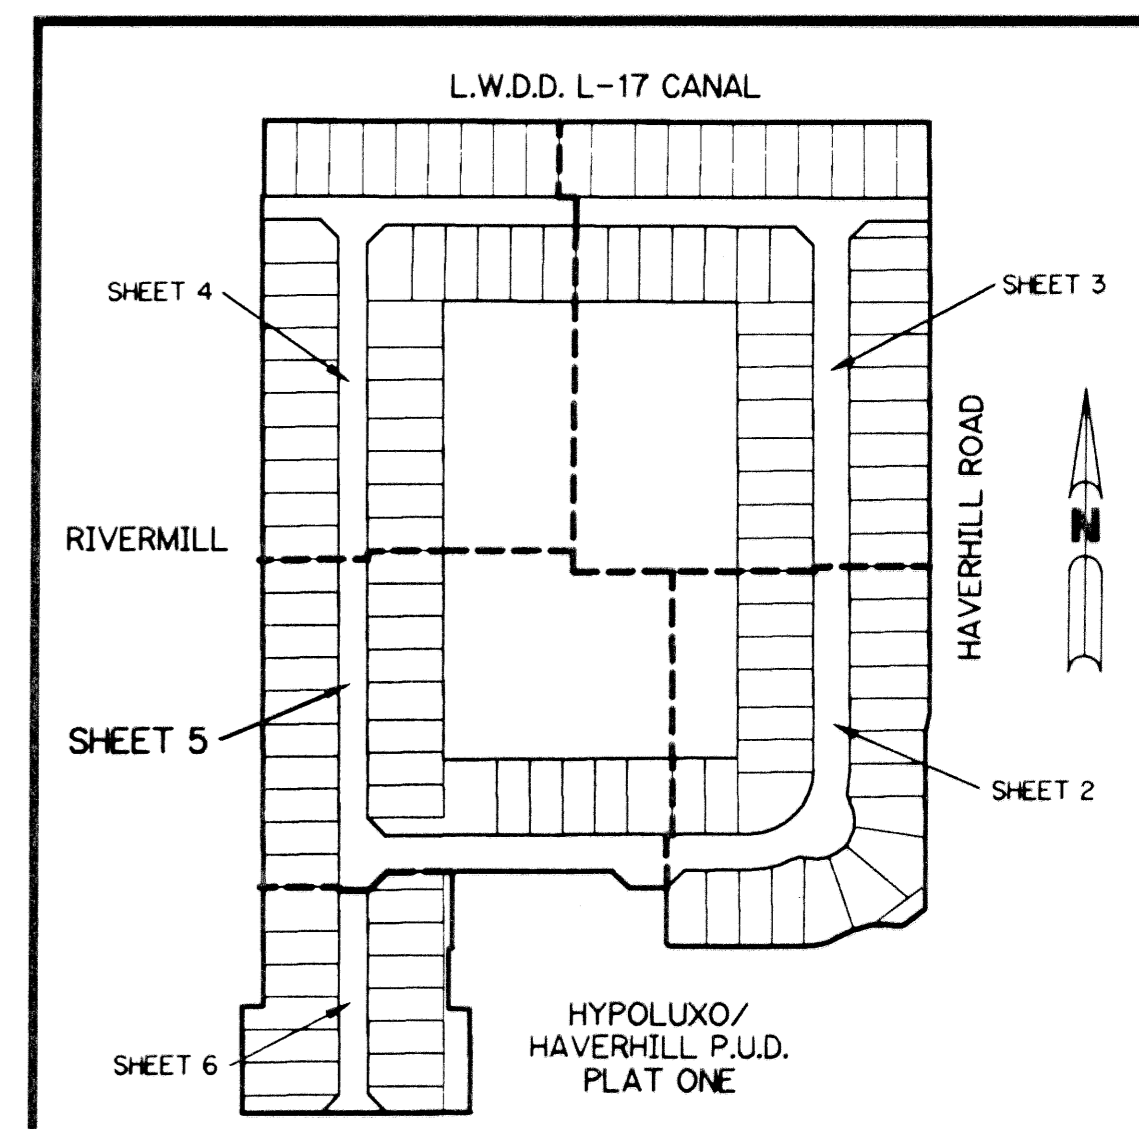 L.W.D.D. L-17 CANAL
SHEET 4
SHEET 3
HAVERHILL ROAD
N
RIVERMILL
SHEET 5
SHEET 2
HYPOLUXO/
HAVERHILL P.U.D.
PLAT ONE
SHEET 6